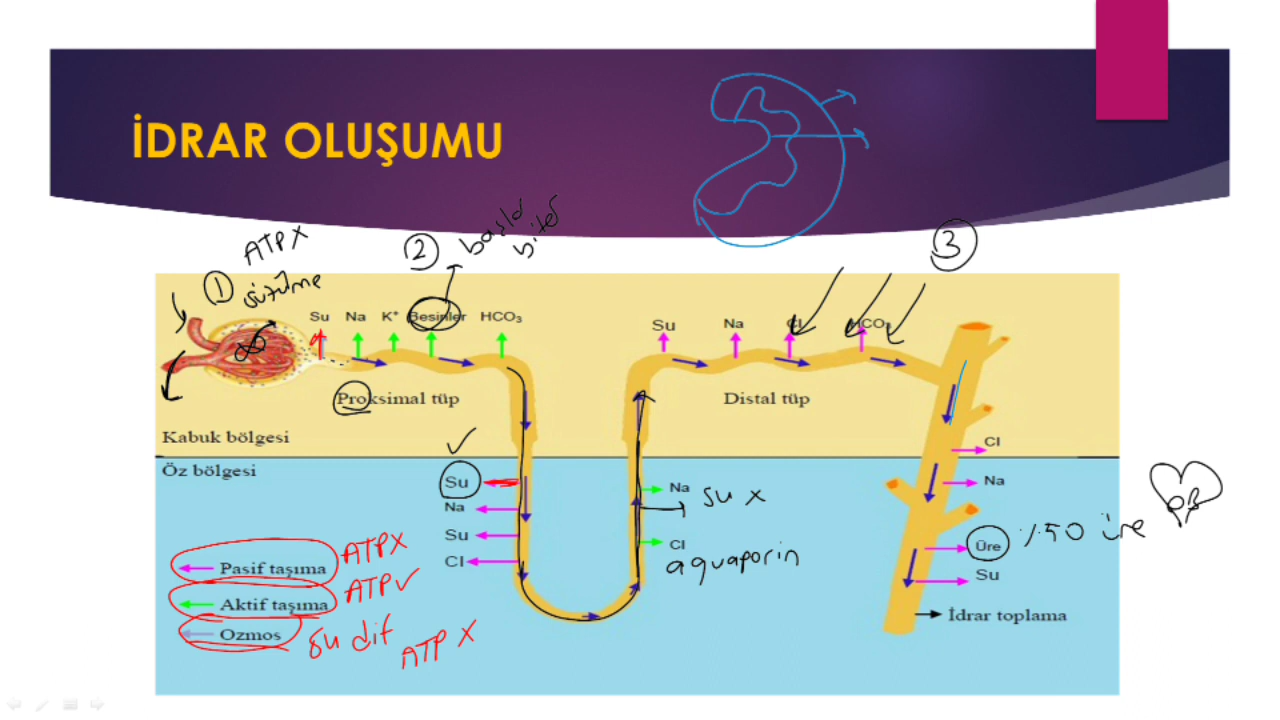 İDRAR OLUŞUMU
ATP X
① süzülme
② başlar
biter
③
Su Na K⁺ Besinler HCO₃
Su Na Cl HCO₃
Proksimal tüp
Distal tüp
Kabuk bölgesi
Öz bölgesi
Cl
Su
Na
Na
su x
Na
Su
Cl
Cl
aquaporin
Üre
%50 üre
Su
İdrar toplama
Pasif taşıma
ATP X
Aktif taşıma
ATP ✓
Ozmos
su dif
ATP X